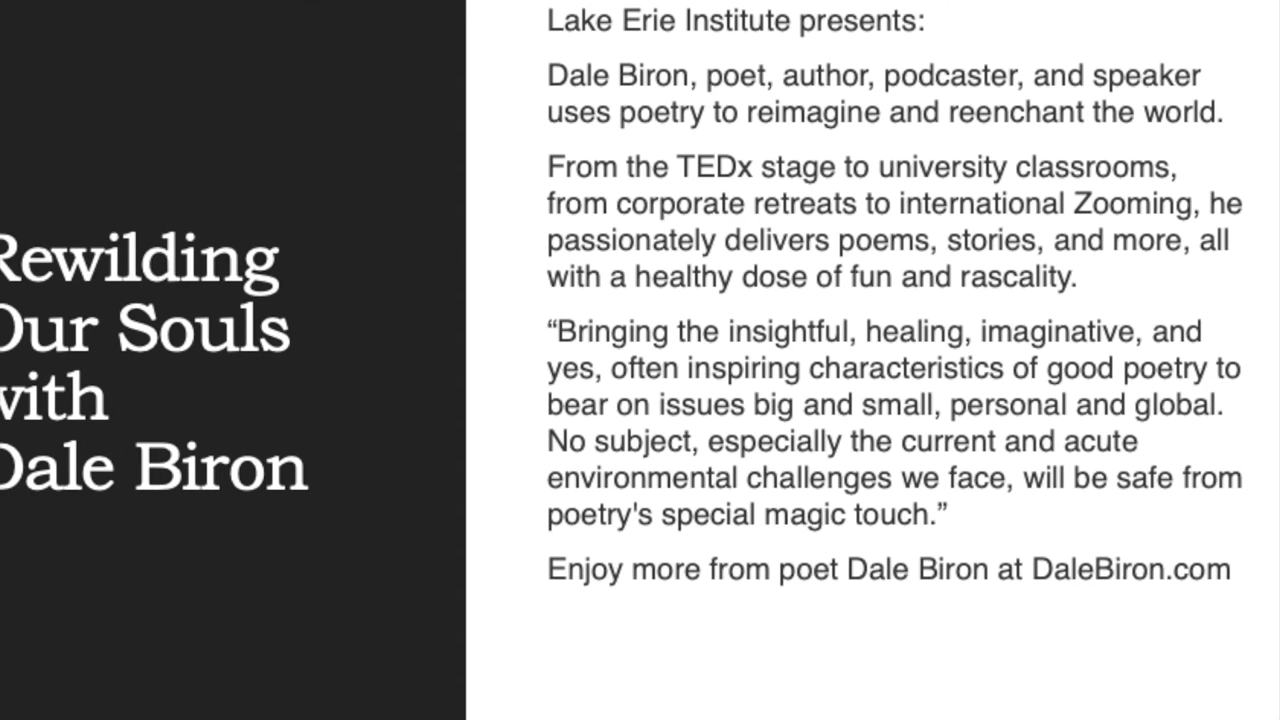 Rewilding
Our Souls
with
Dale Biron
Lake Erie Institute presents:
Dale Biron, poet, author, podcaster, and speaker
uses poetry to reimagine and reenchant the world.
From the TEDx stage to university classrooms,
from corporate retreats to international Zooming, he
passionately delivers poems, stories, and more, all
with a healthy dose of fun and rascality.
“Bringing the insightful, healing, imaginative, and
yes, often inspiring characteristics of good poetry to
bear on issues big and small, personal and global.
No subject, especially the current and acute
environmental challenges we face, will be safe from
poetry's special magic touch.”
Enjoy more from poet Dale Biron at DaleBiron.com